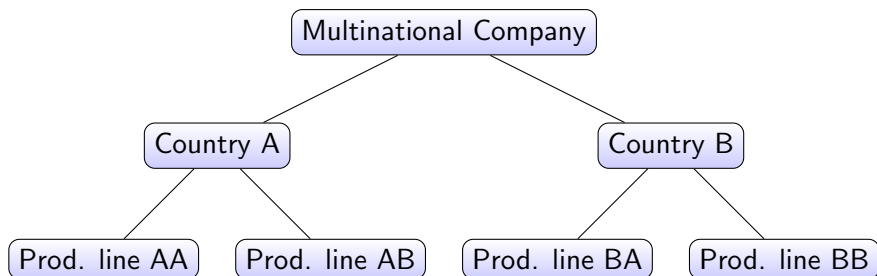 Multinational Company
Country A
Country B
Prod. line AA
Prod. line AB
Prod. line BA
Prod. line BB